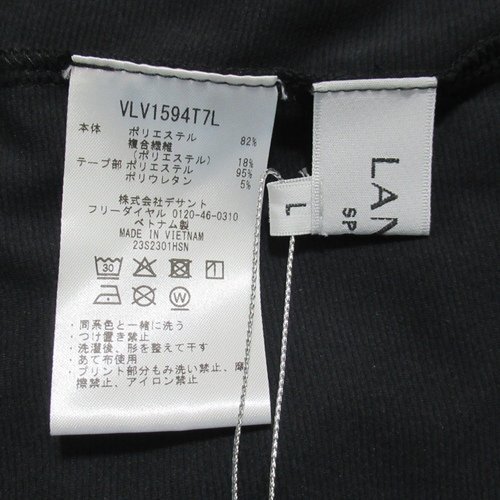 VLV1594T7L
本体 ポリエステル 82%
複合繊維
(ポリエステル) 18%
テープ部 ポリエステル 95%
ポリウレタン 5%
株式会社デサント
フリーダイヤル 0120-46-0310
ベトナム製
MADE IN VIETNAM
23S2301HSN
30
W
・同系色と一緒に洗う
・つけ置き禁止
・洗濯後、形を整えて干す
・あて布使用
・プリント部分もみ洗い禁止、摩
擦禁止、アイロン禁止
L
LAN
SP